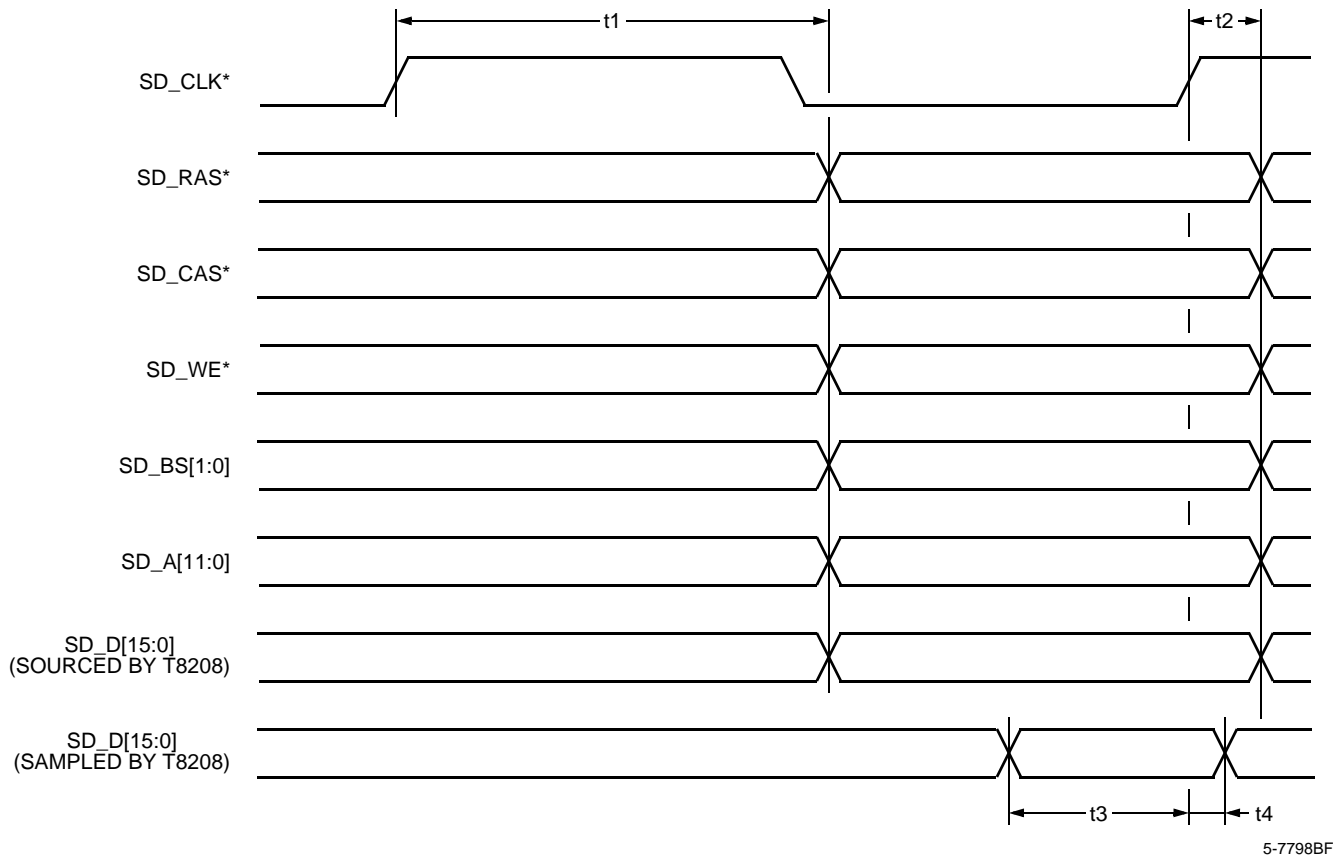 t1
t2
SD_CLK*
SD_RAS*
SD_CAS*
SD_WE*
SD_BS[1:0]
SD_A[11:0]
SD_D[15:0]
(SOURCED BY T8208)
SD_D[15:0]
(SAMPLED BY T8208)
t3
t4
5-7798BF